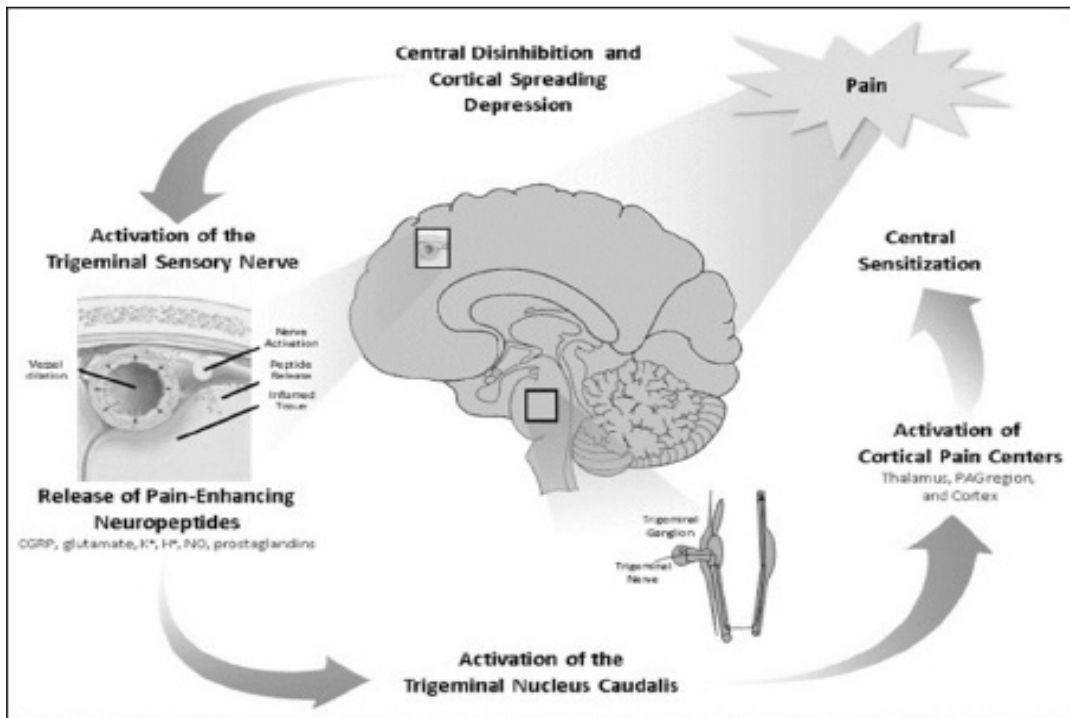 Central Disinhibition and
Cortical Spreading
Depression
Pain
Activation of the
Trigeminal Sensory Nerve
Nerve
Activation
Vessel
dilation
Peptide
Release
Inflamed
Tissue
Release of Pain-Enhancing
Neuropeptides
CGRP, glutamate, K⁺, H⁺, NO, prostaglandins
Central
Sensitization
Activation of
Cortical Pain Centers
Thalamus, PAG region,
and Cortex
Trigeminal
Ganglion
Trigeminal
Nerve
Activation of the
Trigeminal Nucleus Caudalis